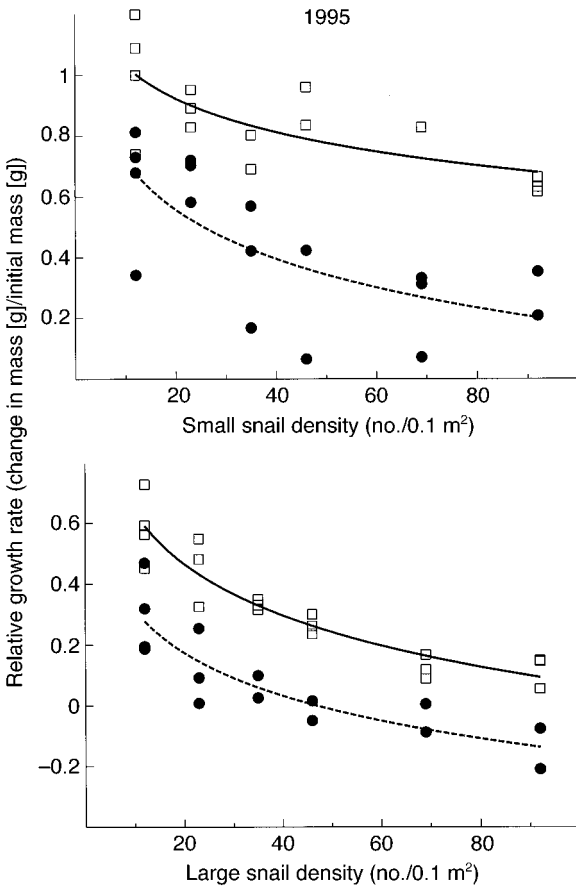 1995
Relative growth rate (change in mass [g]/initial mass [g])
1
0.8
0.6
0.4
0.2
20 40 60 80
Small snail density (no./0.1 m²)
0.6
0.4
0.2
0
−0.2
20 40 60 80
Large snail density (no./0.1 m²)